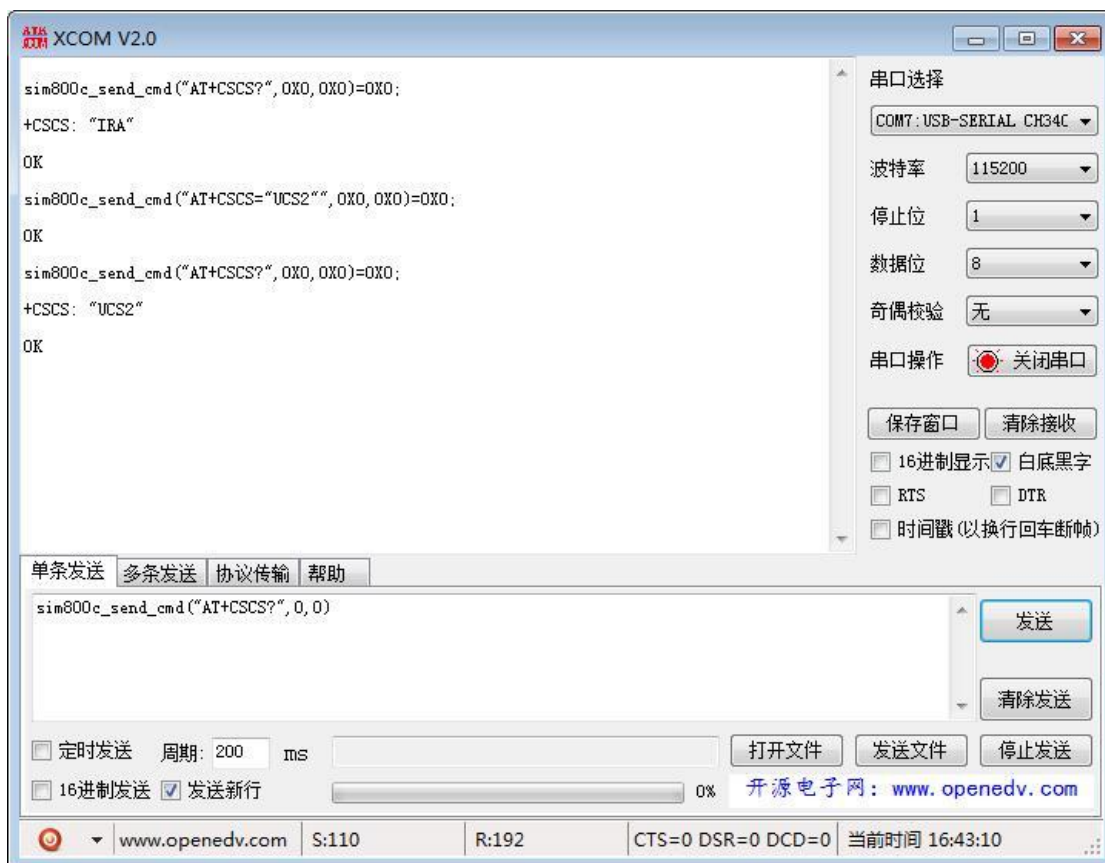 XCOM V2.0
sim800c_send_cmd("AT+CSCS?",0X0,0X0)=0X0;
+CSCS: "IRA"
OK
sim800c_send_cmd("AT+CSCS="UCS2"",0X0,0X0)=0X0;
OK
sim800c_send_cmd("AT+CSCS?",0X0,0X0)=0X0;
+CSCS: "UCS2"
OK
串口选择
COM7:USB-SERIAL CH34C
波特率 115200
停止位 1
数据位 8
奇偶校验 无
串口操作 关闭串口
保存窗口 清除接收
16进制显示 白底黑字
RTS DTR
时间戳(以换行回车断帧)
单条发送 多条发送 协议传输 帮助
sim800c_send_cmd("AT+CSCS?",0,0)
发送
清除发送
定时发送 周期: 200 ms 打开文件 发送文件 停止发送
16进制发送 发送新行 0% 开源电子网: www.openedv.com
www.openedv.com S:110 R:192 CTS=0 DSR=0 DCD=0 当前时间 16:43:10